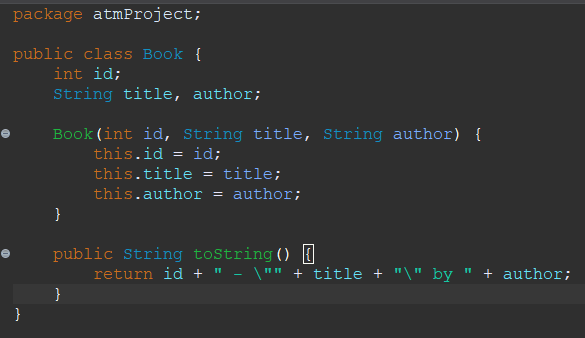 package atmProject;
public class Book {
int id;
String title, author;
Book(int id, String title, String author) {
this.id = id;
this.title = title;
this.author = author;
}
public String toString() {
return id + " - \"" + title + "\" by " + author;
}
}